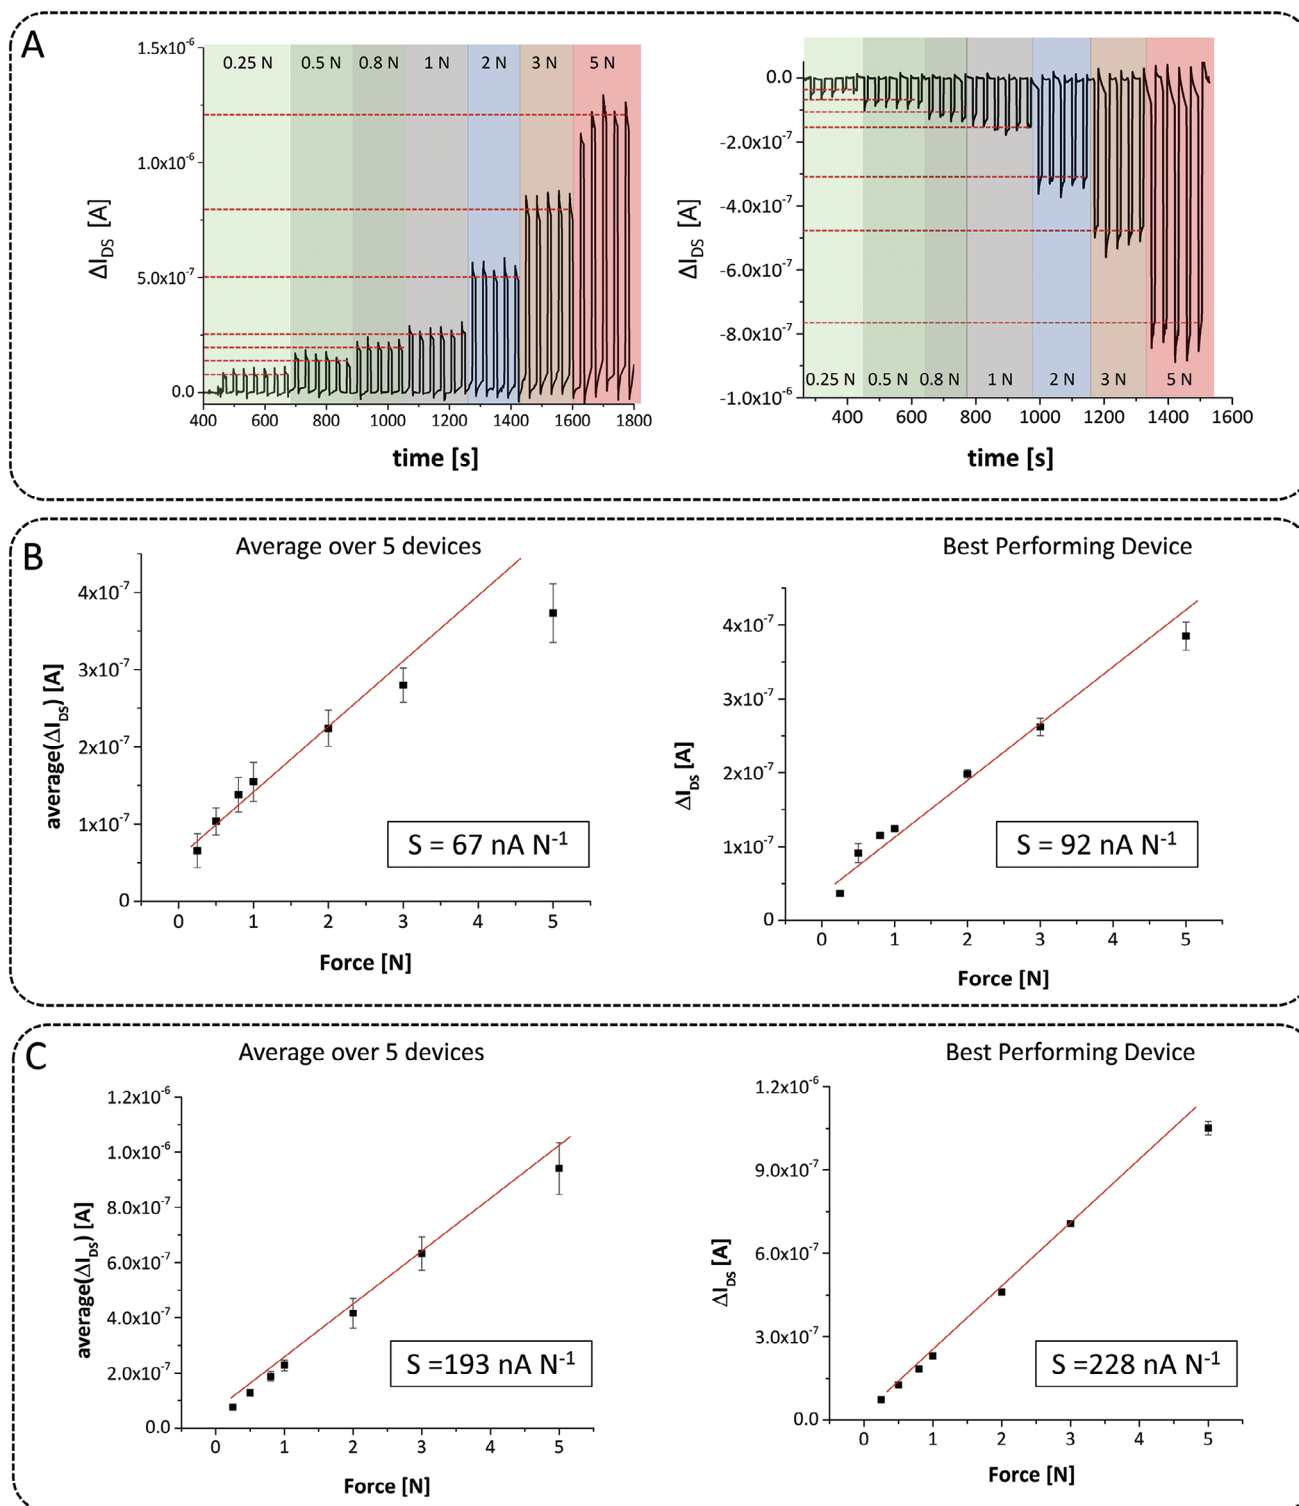 A
0.25 N 0.5 N 0.8 N 1 N 2 N 3 N 5 N
1.5x10⁻⁶
1.0x10⁻⁶
5.0x10⁻⁷
0.0
ΔI_DS [A]
400 600 800 1000 1200 1400 1600 1800
time [s]
0.0
-2.0x10⁻⁷
-4.0x10⁻⁷
-6.0x10⁻⁷
-8.0x10⁻⁷
-1.0x10⁻⁶
ΔI_DS [A]
0.25 N 0.5 N 0.8 N 1 N 2 N 3 N 5 N
400 600 800 1000 1200 1400 1600
time [s]
B
Average over 5 devices
4x10⁻⁷
3x10⁻⁷
2x10⁻⁷
1x10⁻⁷
0
average(ΔI_DS) [A]
S = 67 nA N⁻¹
0 1 2 3 4 5
Force [N]
Best Performing Device
4x10⁻⁷
3x10⁻⁷
2x10⁻⁷
1x10⁻⁷
0
ΔI_DS [A]
S = 92 nA N⁻¹
0 1 2 3 4 5
Force [N]
C
Average over 5 devices
1.2x10⁻⁶
1.0x10⁻⁶
8.0x10⁻⁷
6.0x10⁻⁷
4.0x10⁻⁷
2.0x10⁻⁷
0.0
average(ΔI_DS) [A]
S =193 nA N⁻¹
0 1 2 3 4 5
Force [N]
Best Performing Device
1.2x10⁻⁶
9.0x10⁻⁷
6.0x10⁻⁷
3.0x10⁻⁷
0.0
ΔI_DS [A]
S =228 nA N⁻¹
0 1 2 3 4 5
Force [N]